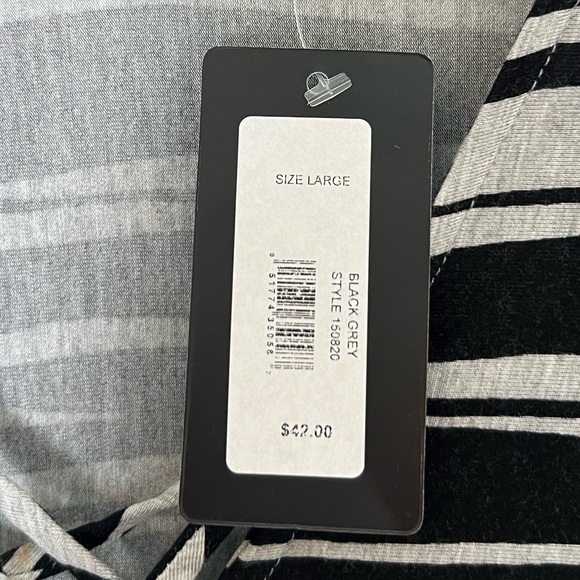 SIZE LARGE
BLACK GREY
STYLE 150820
$42.00